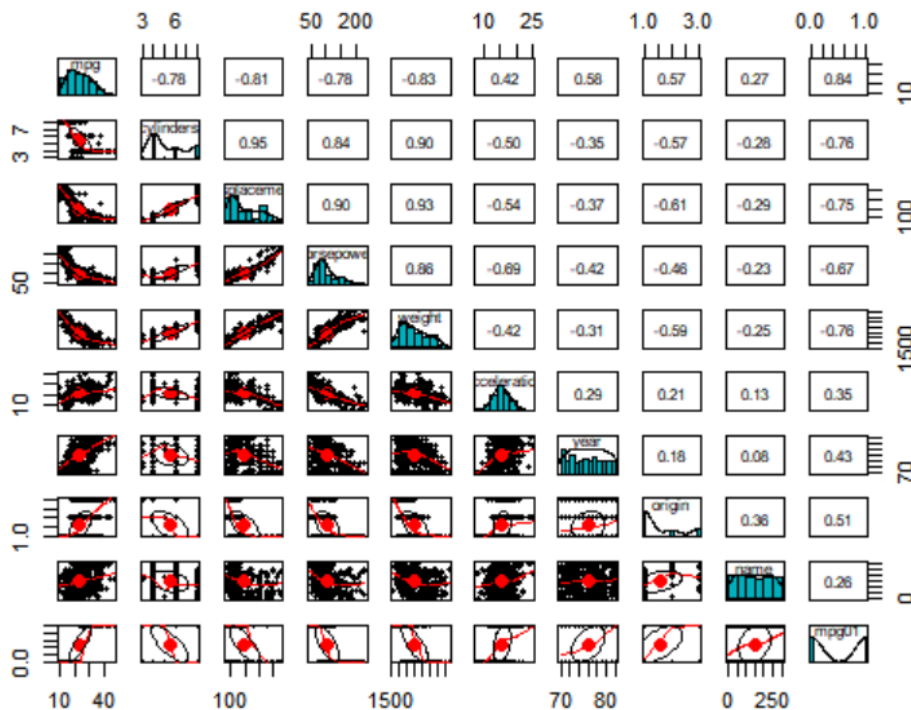 3 6 50 200 10 25 1.0 3.0 0.0 1.0
mpg -0.78 -0.81 -0.78 -0.83 0.42 0.58 0.57 0.27 0.84 10
3 7 cylinders 0.95 0.84 0.90 -0.50 -0.35 -0.57 -0.28 -0.76
splaceme 0.90 0.93 -0.54 -0.37 -0.61 -0.29 -0.75 100
50 orsepowe 0.86 -0.69 -0.42 -0.46 -0.23 -0.67
weight -0.42 -0.31 -0.59 -0.25 -0.76 1500
10 cceleratio 0.29 0.21 0.13 0.35
year 0.18 0.08 0.43 70
1.0 origin 0.36 0.51
name 0.26 0
0.0 mpg01
10 40 100 1500 70 80 0 250